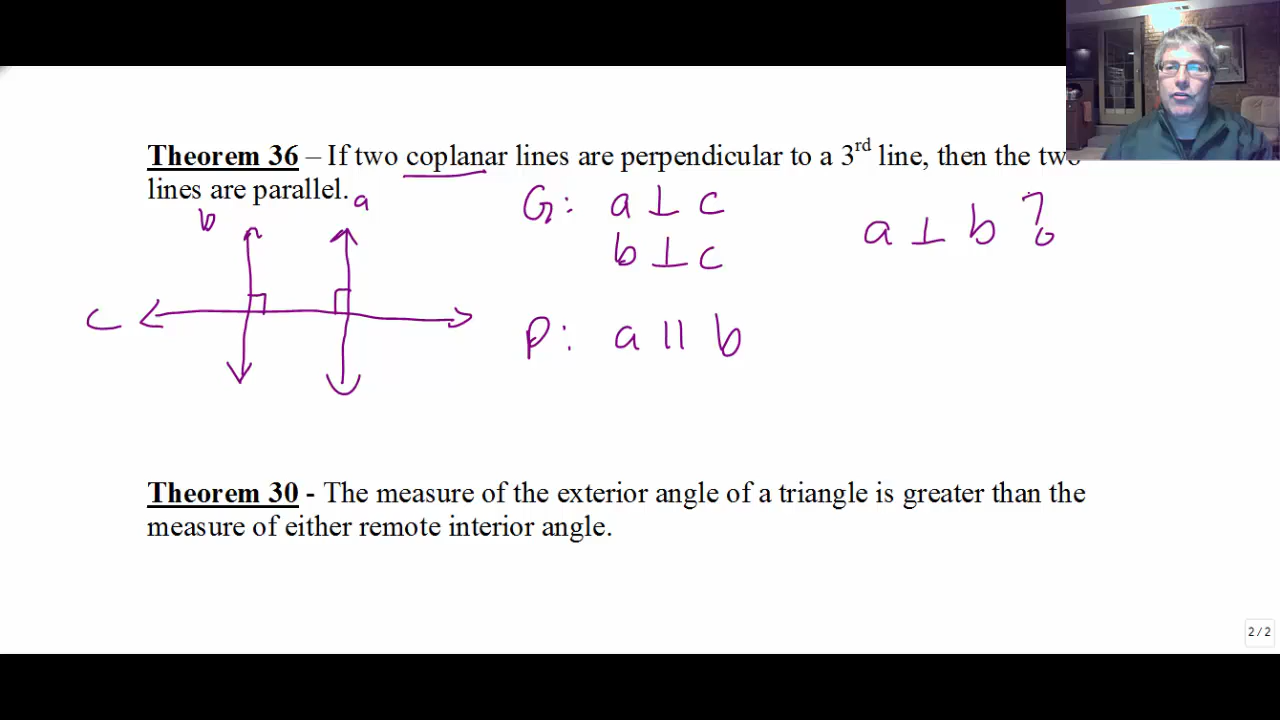 Theorem 36 – If two coplanar lines are perpendicular to a 3rd line, then the two
lines are parallel.
a
b
c
G: a ⊥ c
b ⊥ c
P: a || b
a ⊥ b ?
Theorem 30 - The measure of the exterior angle of a triangle is greater than the
measure of either remote interior angle.
2 / 2